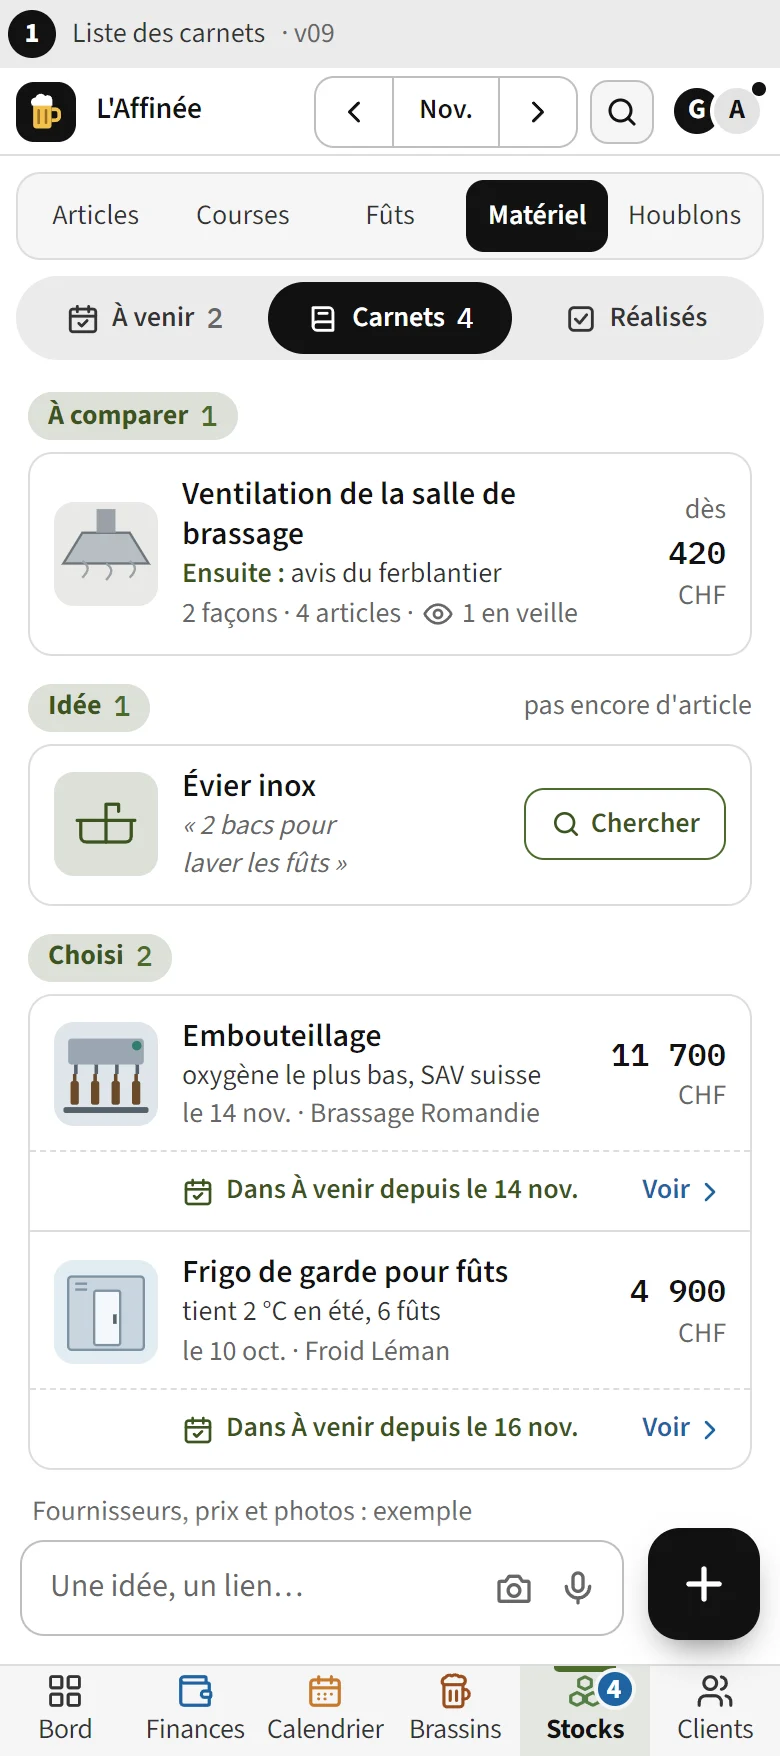 1 Liste des carnets · v09
L'Affinée Nov. G A
Articles Courses Fûts Matériel Houblons
À venir 2 Carnets 4 Réalisés
À comparer 1
Ventilation de la salle de
brassage
Ensuite : avis du ferblantier
2 façons · 4 articles · 1 en veille
dès
420
CHF
Idée 1 pas encore d'article
Évier inox
« 2 bacs pour
laver les fûts »
Chercher
Choisi 2
Embouteillage
oxygène le plus bas, SAV suisse
le 14 nov. · Brassage Romandie
11 700
CHF
Dans À venir depuis le 14 nov. Voir
Frigo de garde pour fûts
tient 2 °C en été, 6 fûts
le 10 oct. · Froid Léman
4 900
CHF
Dans À venir depuis le 16 nov. Voir
Fournisseurs, prix et photos : exemple
Une idée, un lien…
4
Bord Finances Calendrier Brassins Stocks Clients